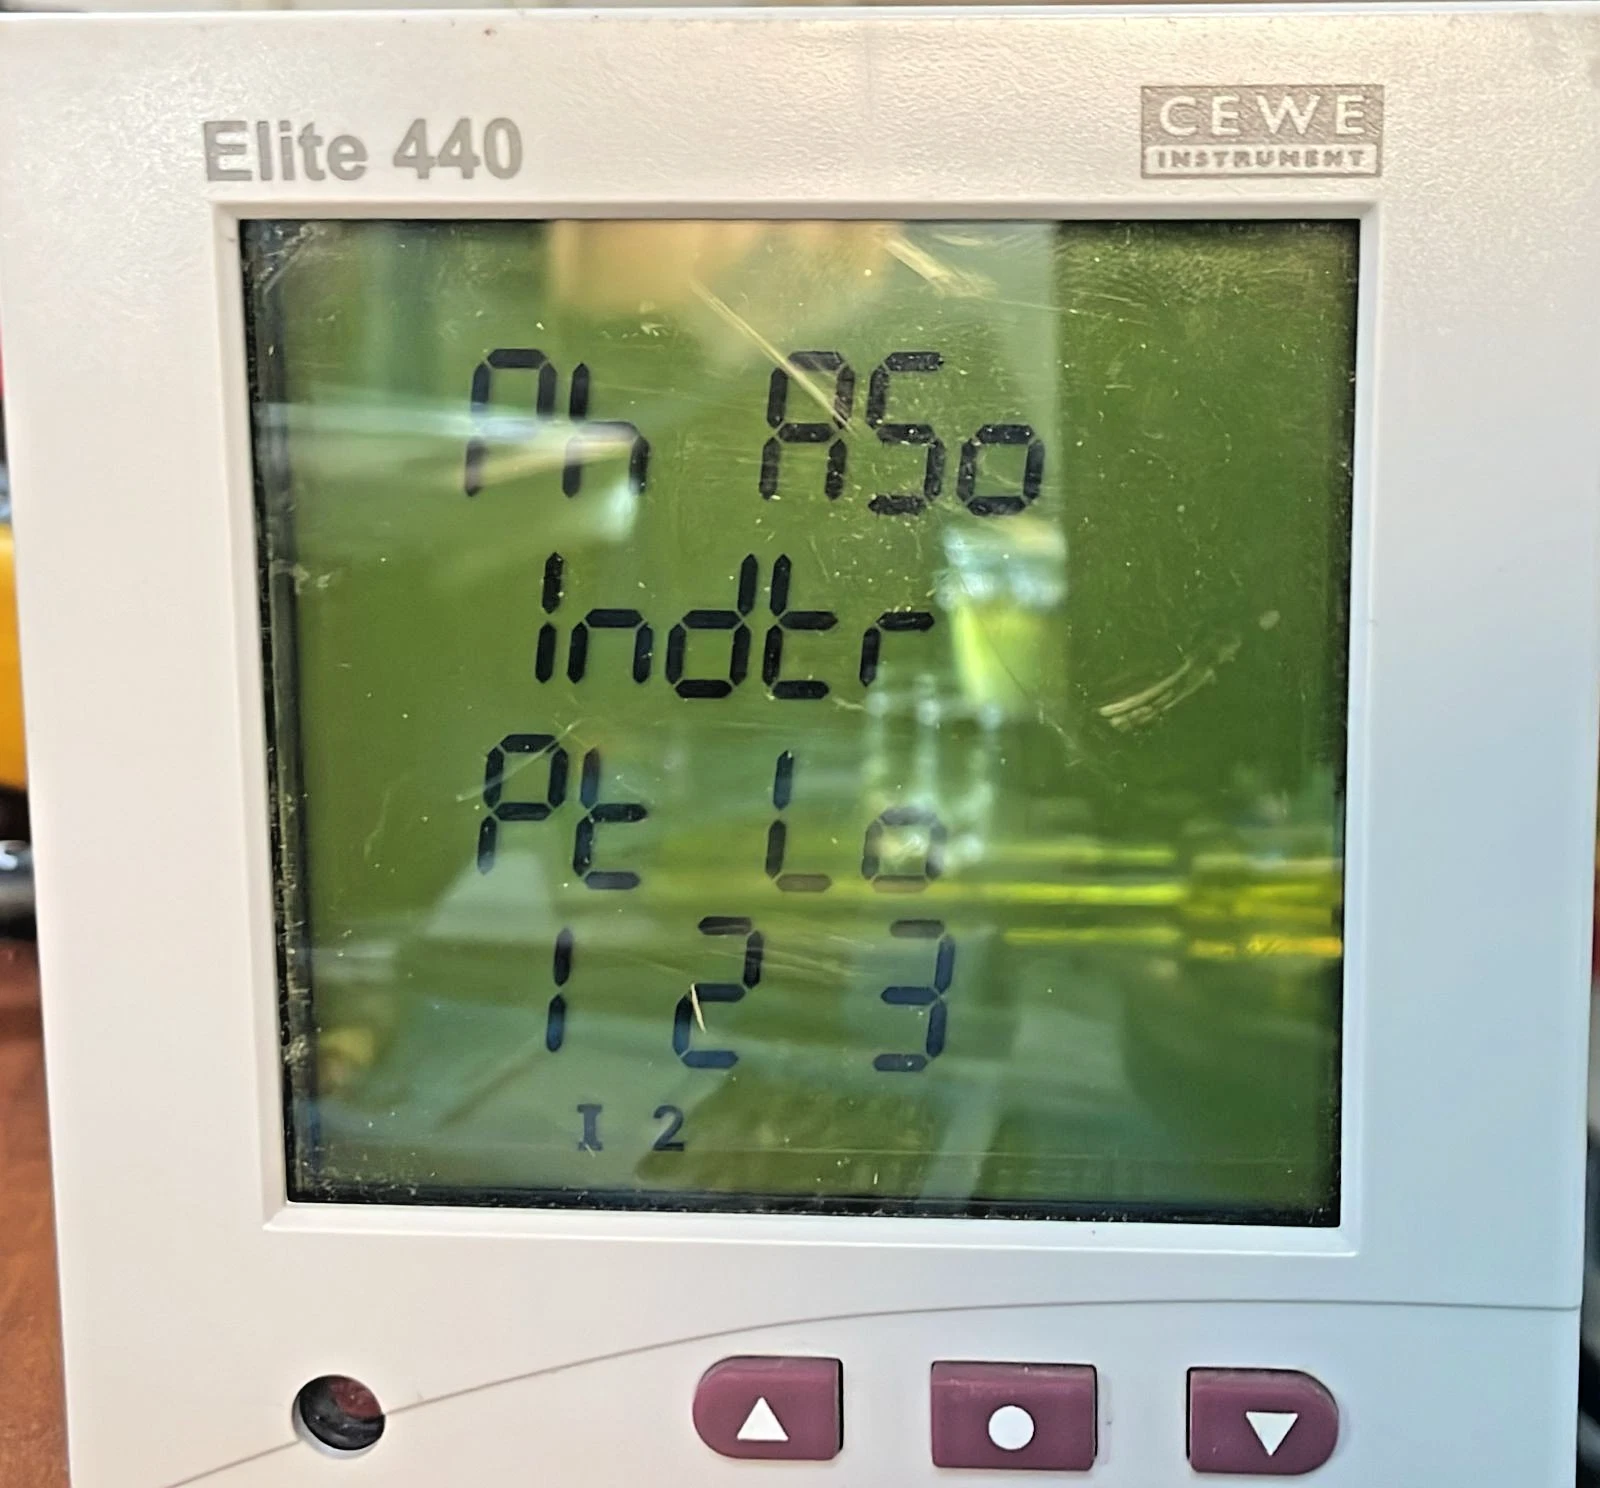 Elite 440
CEWE
INSTRUMENT
Ph ASo
Indtr
Pt Lo
1 2 3
I 2